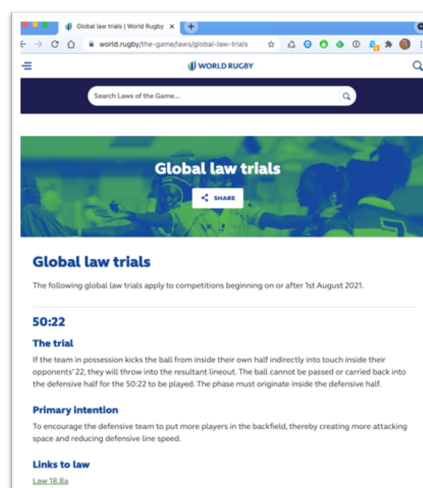 Global law trials | World Rugby
world.rugby/the-game/laws/global-law-trials
WORLD RUGBY
Search Laws of the Game...
Global law trials
SHARE
Global law trials
The following global law trials apply to competitions beginning on or after 1st August 2021.
50:22
The trial
If the team in possession kicks the ball from inside their own half indirectly into touch inside their
opponents' 22, they will throw into the resultant lineout. The ball cannot be passed or carried back into
the defensive half for the 50:22 to be played. The phase must originate inside the defensive half.
Primary intention
To encourage the defensive team to put more players in the backfield, thereby creating more attacking
space and reducing defensive line speed.
Links to law
Law 18.8a